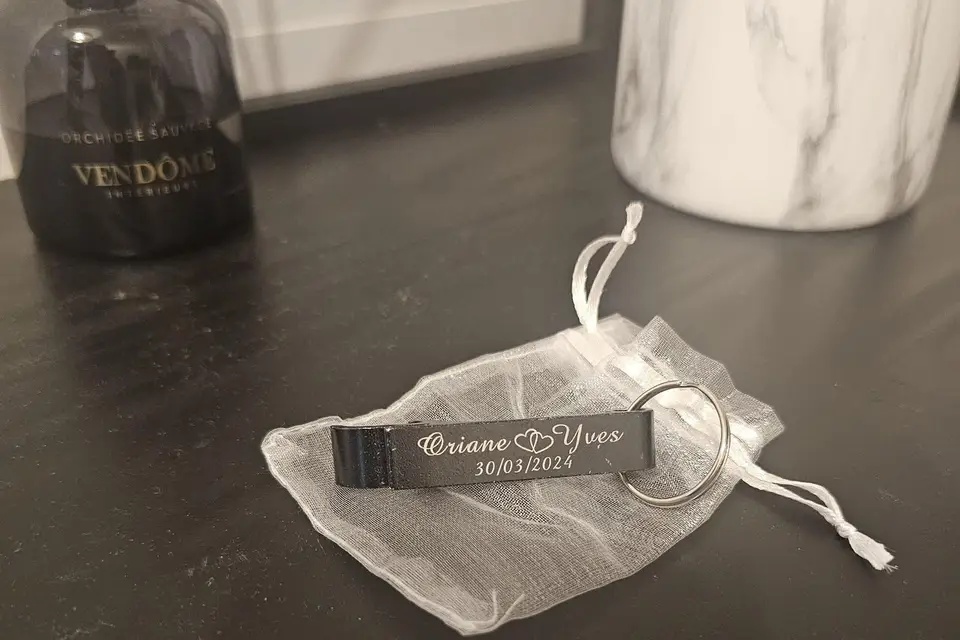 ORCHIDÉE SAUVAGE
VENDÔME
INTÉRIEURS
Oriane Yves
30/03/2024